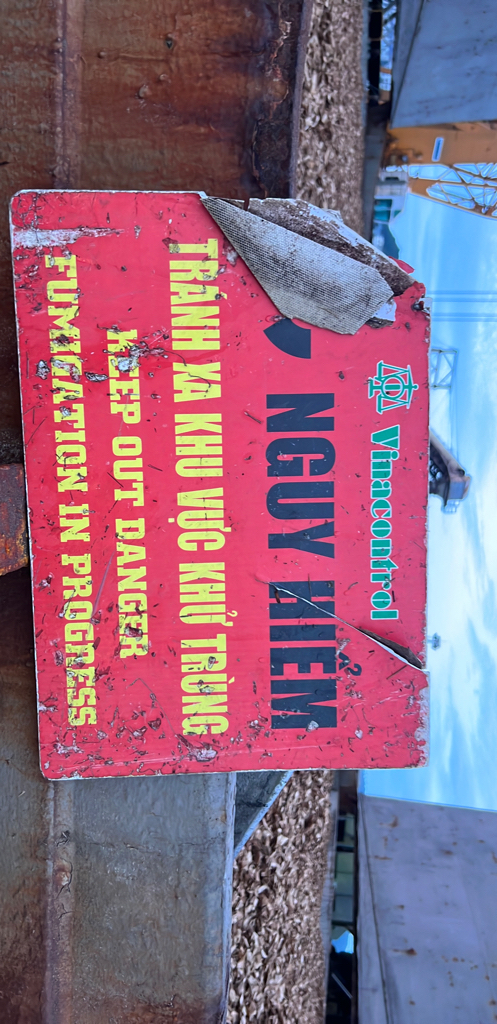 Vinacontrol
NGUY HIỂM
TRÁNH XA KHU VỰC KHỬ TRÙNG
KEEP OUT DANGER
FUMIGATION IN PROGRESS